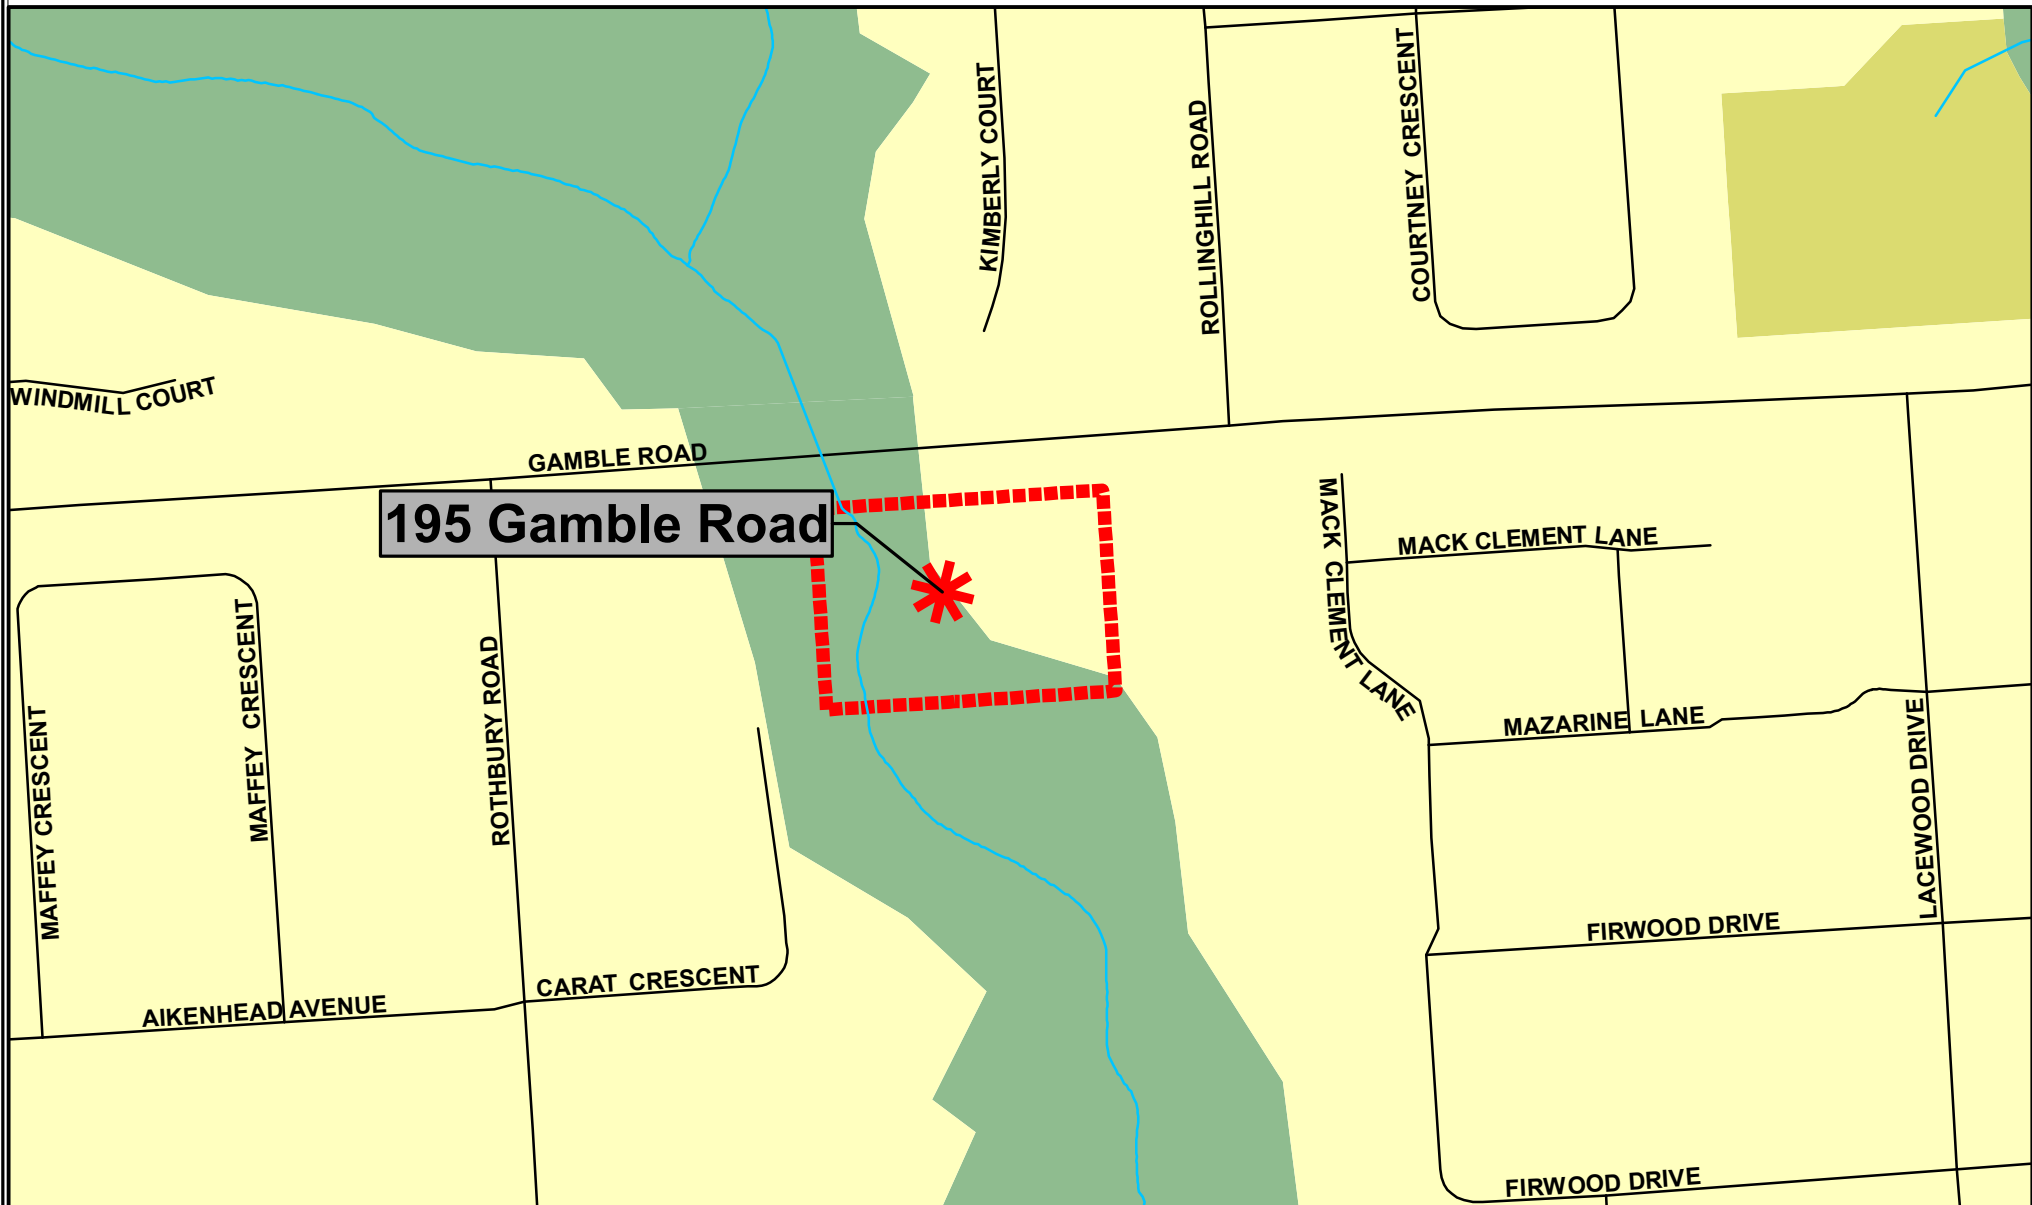 KIMBERLY COURT
ROLLINGHILL ROAD
COURTNEY CRESCENT
WINDMILL COURT
GAMBLE ROAD
195 Gamble Road
MACK CLEMENT LANE
MACK CLEMENT LANE
MAFFEY CRESCENT
MAFFEY CRESCENT
ROTHBURY ROAD
MAZARINE LANE
LACEWOOD DRIVE
FIRWOOD DRIVE
CARAT CRESCENT
AIKENHEAD AVENUE
FIRWOOD DRIVE